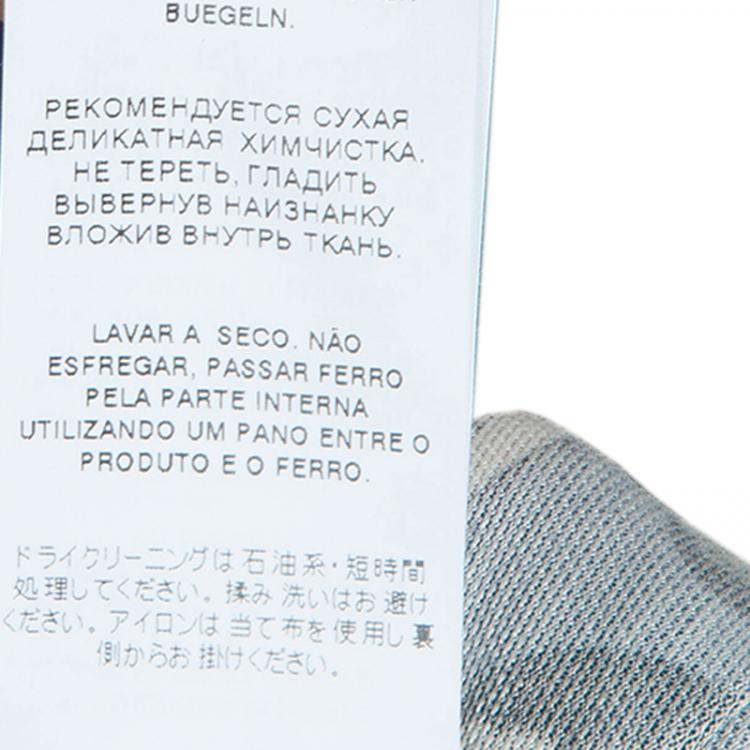 BUEGELN.
РЕКОМЕНДУЕТСЯ СУХАЯ
ДЕЛИКАТНАЯ ХИМЧИСТКА.
НЕ ТЕРЕТЬ, ГЛАДИТЬ
ВЫВЕРНУВ НАИЗНАНКУ
ВЛОЖИВ ВНУТРЬ ТКАНЬ.
LAVAR A SECO. NÃO
ESFREGAR, PASSAR FERRO
PELA PARTE INTERNA
UTILIZANDO UM PANO ENTRE O
PRODUTO E O FERRO.
ドライクリーニングは石油系・短時間
処理してください。揉み洗いはお避け
ください。アイロンは当て布を使用し裏
側からお掛けください。